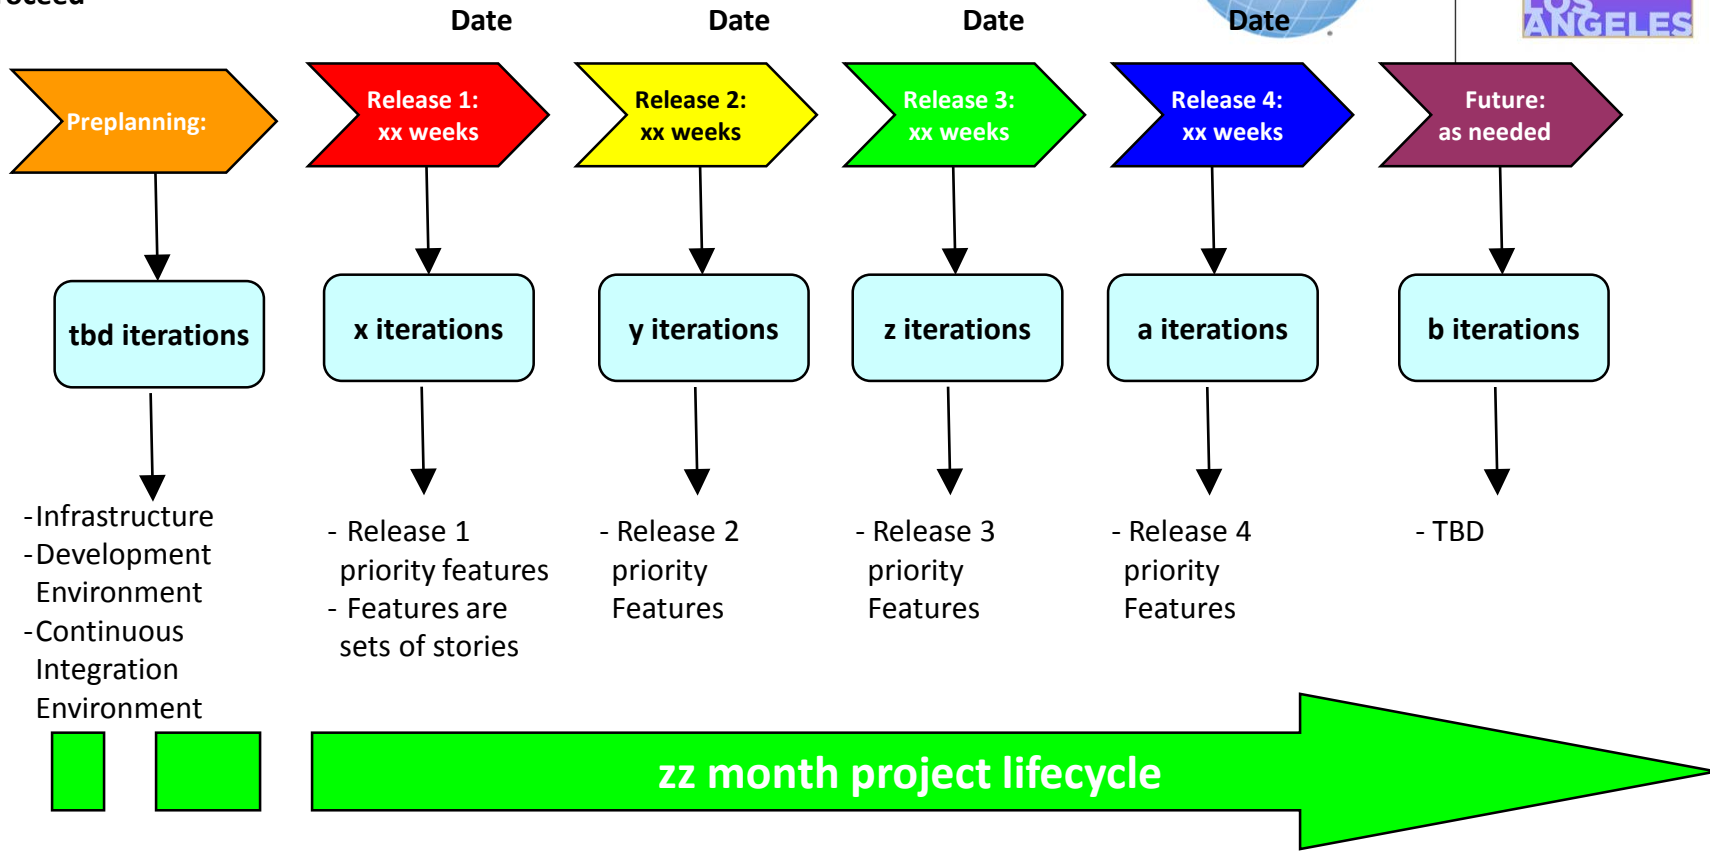 Date Date Date Date
LOS
ANGELES
Preplanning:
Release 1:
xx weeks
Release 2:
xx weeks
Release 3:
xx weeks
Release 4:
xx weeks
Future:
as needed
tbd iterations
x iterations
y iterations
z iterations
a iterations
b iterations
-Infrastructure
-Development
Environment
-Continuous
Integration
Environment
- Release 1
priority features
- Features are
sets of stories
- Release 2
priority
Features
- Release 3
priority
Features
- Release 4
priority
Features
- TBD
zz month project lifecycle